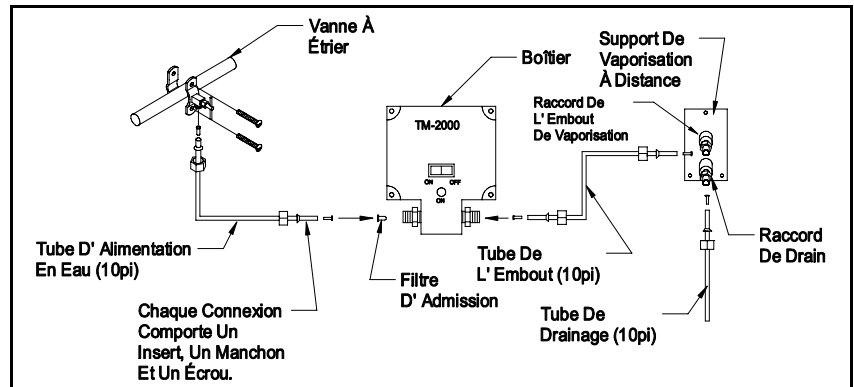 Vanne À
Étrier
Boîtier
Support De
Vaporisation
À Distance
Raccord De
L' Embout
De Vaporisation
TM-2000
ON OFF
ON
Tube D' Alimentation
En Eau (10pi)
Chaque Connexion
Comporte Un
Insert, Un Manchon
Et Un Écrou.
Filtre
D' Admission
Tube De
L' Embout (10pi)
Tube De
Drainage (10pi)
Raccord
De Drain